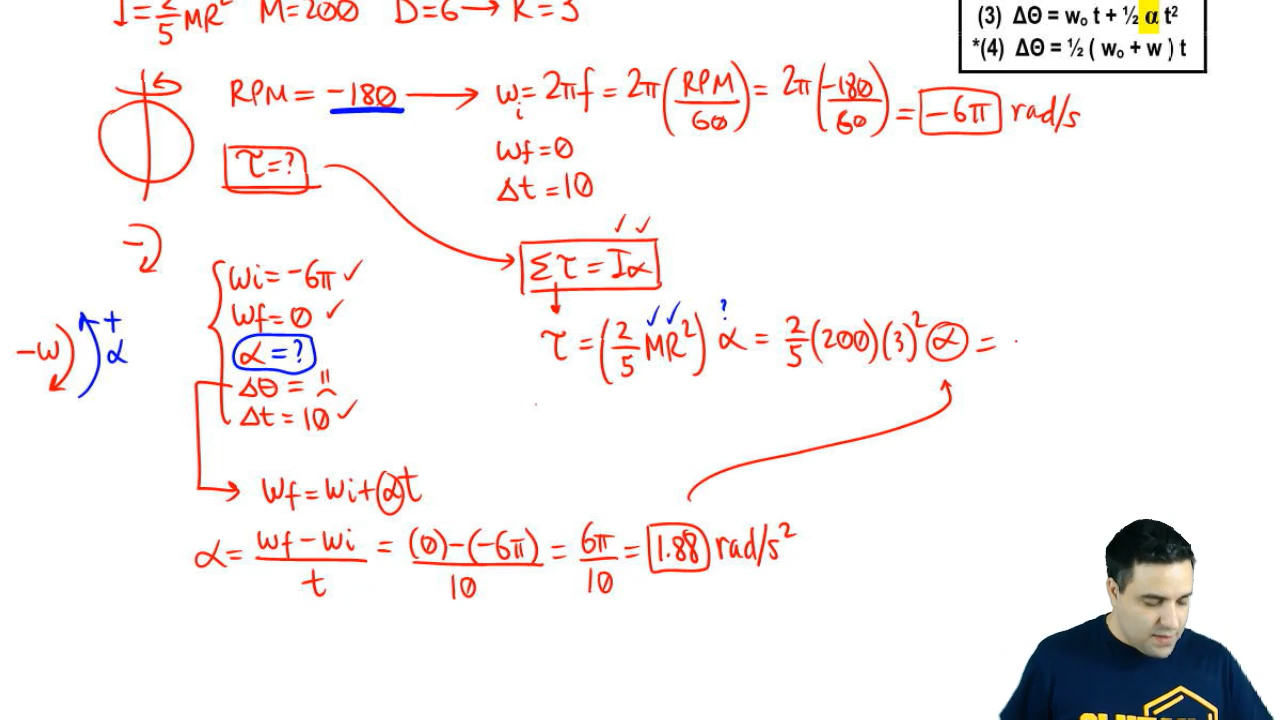 I = 2/5 MR² M=200 D=6 → R=3
(3) ΔΘ = w₀ t + ½ α t²
*(4) ΔΘ = ½ ( w₀ + w ) t
RPM = -180 → wi = 2πf = 2π(RPM/60) = 2π(-180/60) = -6π rad/s
τ=?
wf=0
Δt=10
-
Στ = Iα
wi=-6π ✓
wf=0 ✓
α=?
Δθ =
Δt=10 ✓
-w
+
α
?
τ = (2/5 MR²) α = 2/5 (200)(3)² α =
wf=wi+αt
α = wf-wi/t = (0)-(-6π)/10 = 6π/10 = 1.88 rad/s²